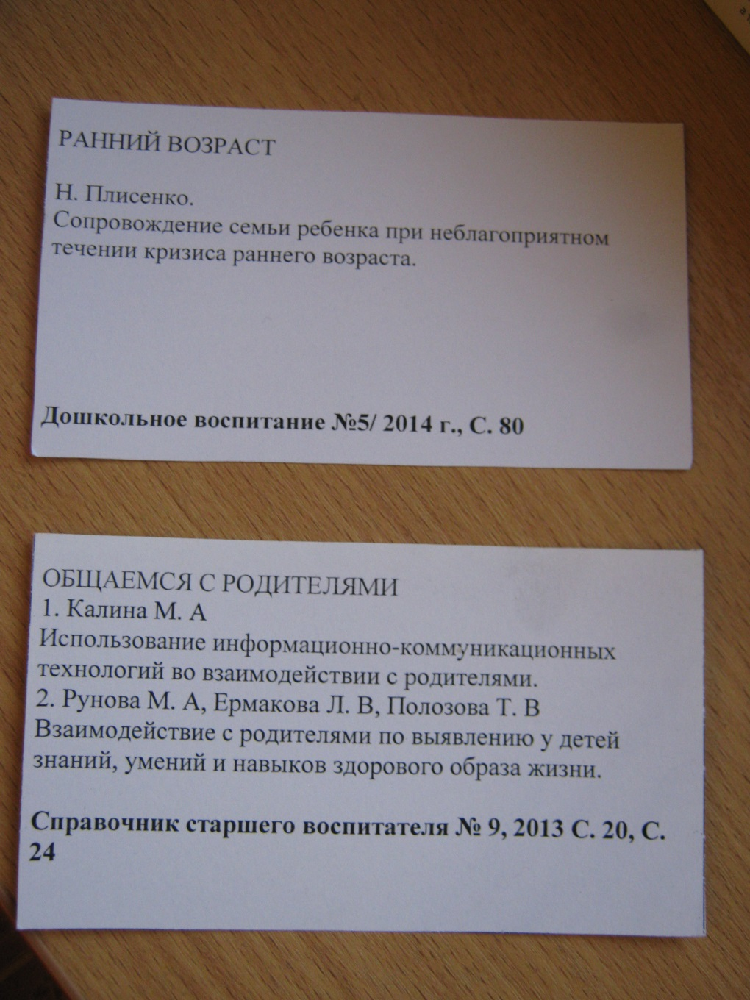 РАННИЙ ВОЗРАСТ
Н. Плисенко.
Сопровождение семьи ребенка при неблагоприятном
течении кризиса раннего возраста.
Дошкольное воспитание №5/ 2014 г., С. 80
ОБЩАЕМСЯ С РОДИТЕЛЯМИ
1. Калина М. А
Использование информационно-коммуникационных
технологий во взаимодействии с родителями.
2. Рунова М. А, Ермакова Л. В, Полозова Т. В
Взаимодействие с родителями по выявлению у детей
знаний, умений и навыков здорового образа жизни.
Справочник старшего воспитателя № 9, 2013 С. 20, С.
24